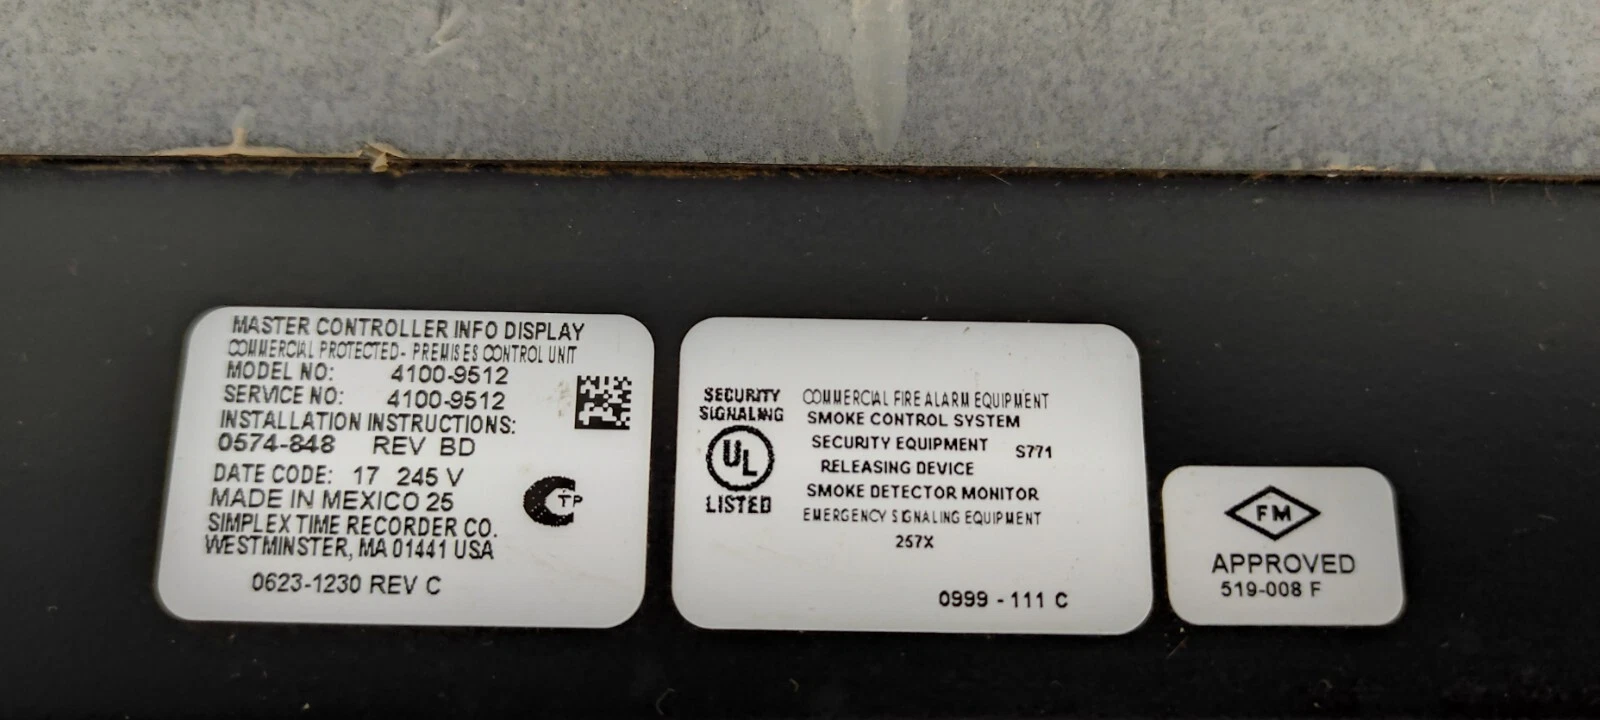 MASTER CONTROLLER INFO DISPLAY
COMMERCIAL PROTECTED- PREMISES CONTROL UNIT
MODEL NO: 4100-9512
SERVICE NO: 4100-9512
INSTALLATION INSTRUCTIONS:
0574-848 REV BD
DATE CODE: 17 245 V
MADE IN MEXICO 25
SIMPLEX TIME RECORDER CO.
WESTMINSTER, MA 01441 USA
0623-1230 REV C
CTP
SECURITY
SIGNALING
UL
LISTED
COMMERCIAL FIRE ALARM EQUIPMENT
SMOKE CONTROL SYSTEM
SECURITY EQUIPMENT S771
RELEASING DEVICE
SMOKE DETECTOR MONITOR
EMERGENCY SIGNALING EQUIPMENT
257X
0999 - 111 C
FM
APPROVED
519-008 F